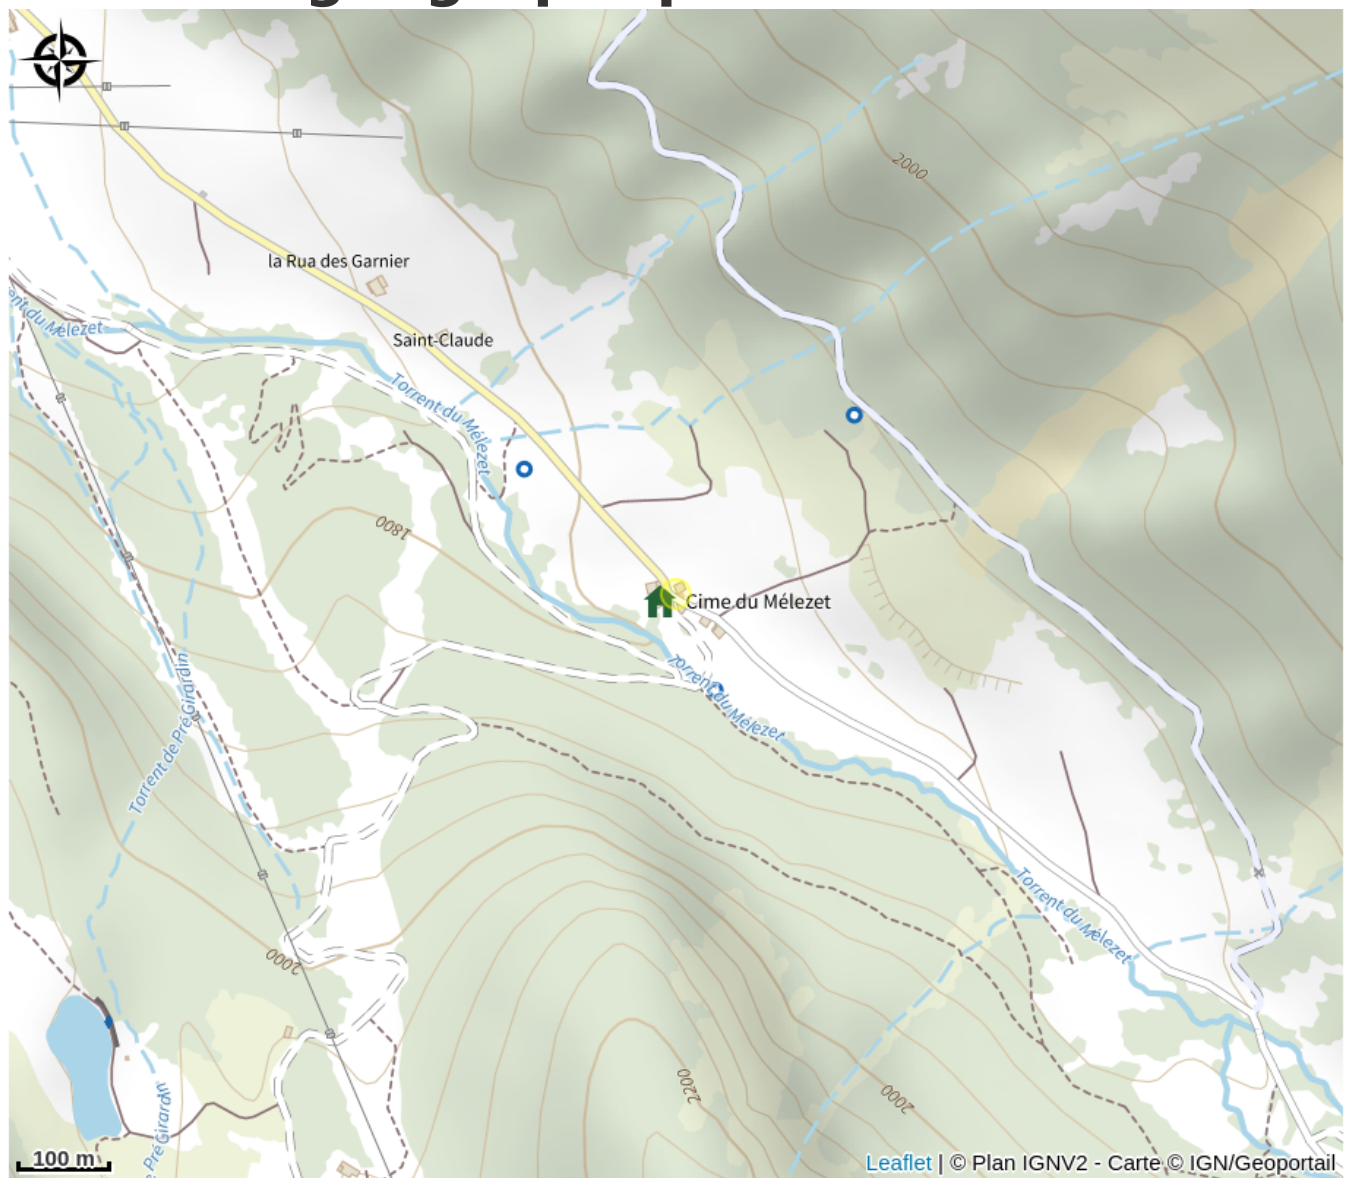 2000
la Rua des Garnier
Saint-Claude
ent du Mélezet
Torrent du Mélezet
1800
Cime du Mélezet
Torrent du Mélezet
Torrent de Pré Girardin
Torrent du Mélezet
2000
2200
2000
Pré Girardin
100 m
Leaflet | © Plan IGNV2 - Carte © IGN/Geoportail